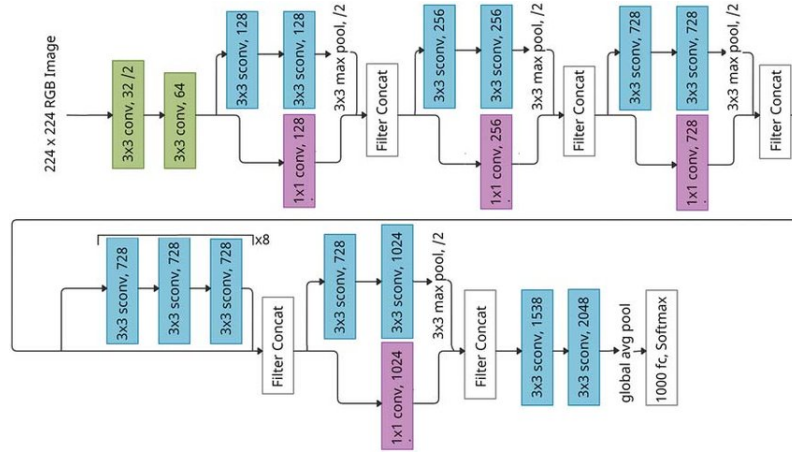 224 x 224 RGB Image
3x3 conv, 32 /2
3x3 conv, 64
3x3 sconv, 128
3x3 sconv, 128
3x3 max pool, /2
1x1 conv, 128
Filter Concat
3x3 sconv, 256
3x3 sconv, 256
3x3 max pool, /2
1x1 conv, 256
Filter Concat
3x3 sconv, 728
3x3 sconv, 728
3x3 max pool, /2
1x1 conv, 728
Filter Concat
3x3 sconv, 728
3x3 sconv, 728
3x3 sconv, 728
x8
Filter Concat
3x3 sconv, 728
3x3 sconv, 1024
3x3 max pool, /2
1x1 conv, 1024
Filter Concat
3x3 sconv, 1538
3x3 sconv, 2048
global avg pool
1000 fc, Softmax